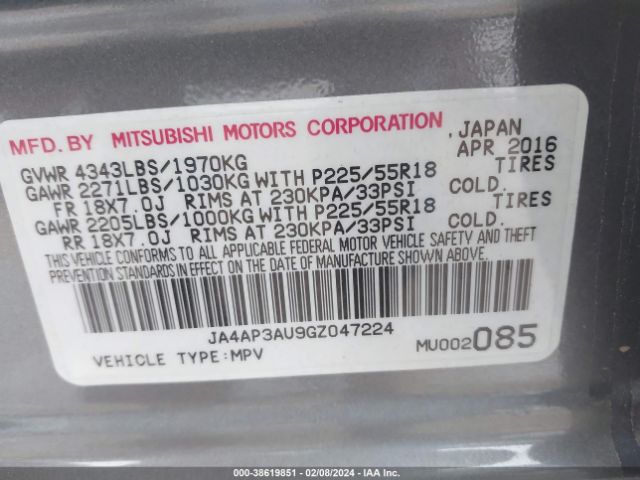 MFD. BY MITSUBISHI MOTORS CORPORATION , JAPAN
GVWR 4343LBS/1970KG APR 2016
GAWR 2271LBS/1030KG WITH P225/55R18 TIRES
FR 18X7.0J RIMS AT 230KPA/33PSI COLD.
GAWR 2205LBS/1000KG WITH P225/55R18 TIRES
RR 18X7.0J RIMS AT 230KPA/33PSI COLD.
THIS VEHICLE CONFORMS TO ALL APPLICABLE FEDERAL MOTOR VEHICLE SAFETY AND THEFT
PREVENTION STANDARDS IN EFFECT ON THE DATE OF MANUFACTURE SHOWN ABOVE.
JA4AP3AU9GZ047224
VEHICLE TYPE:MPV MU002085
000-38619851 - 02/08/2024 - IAA Inc.